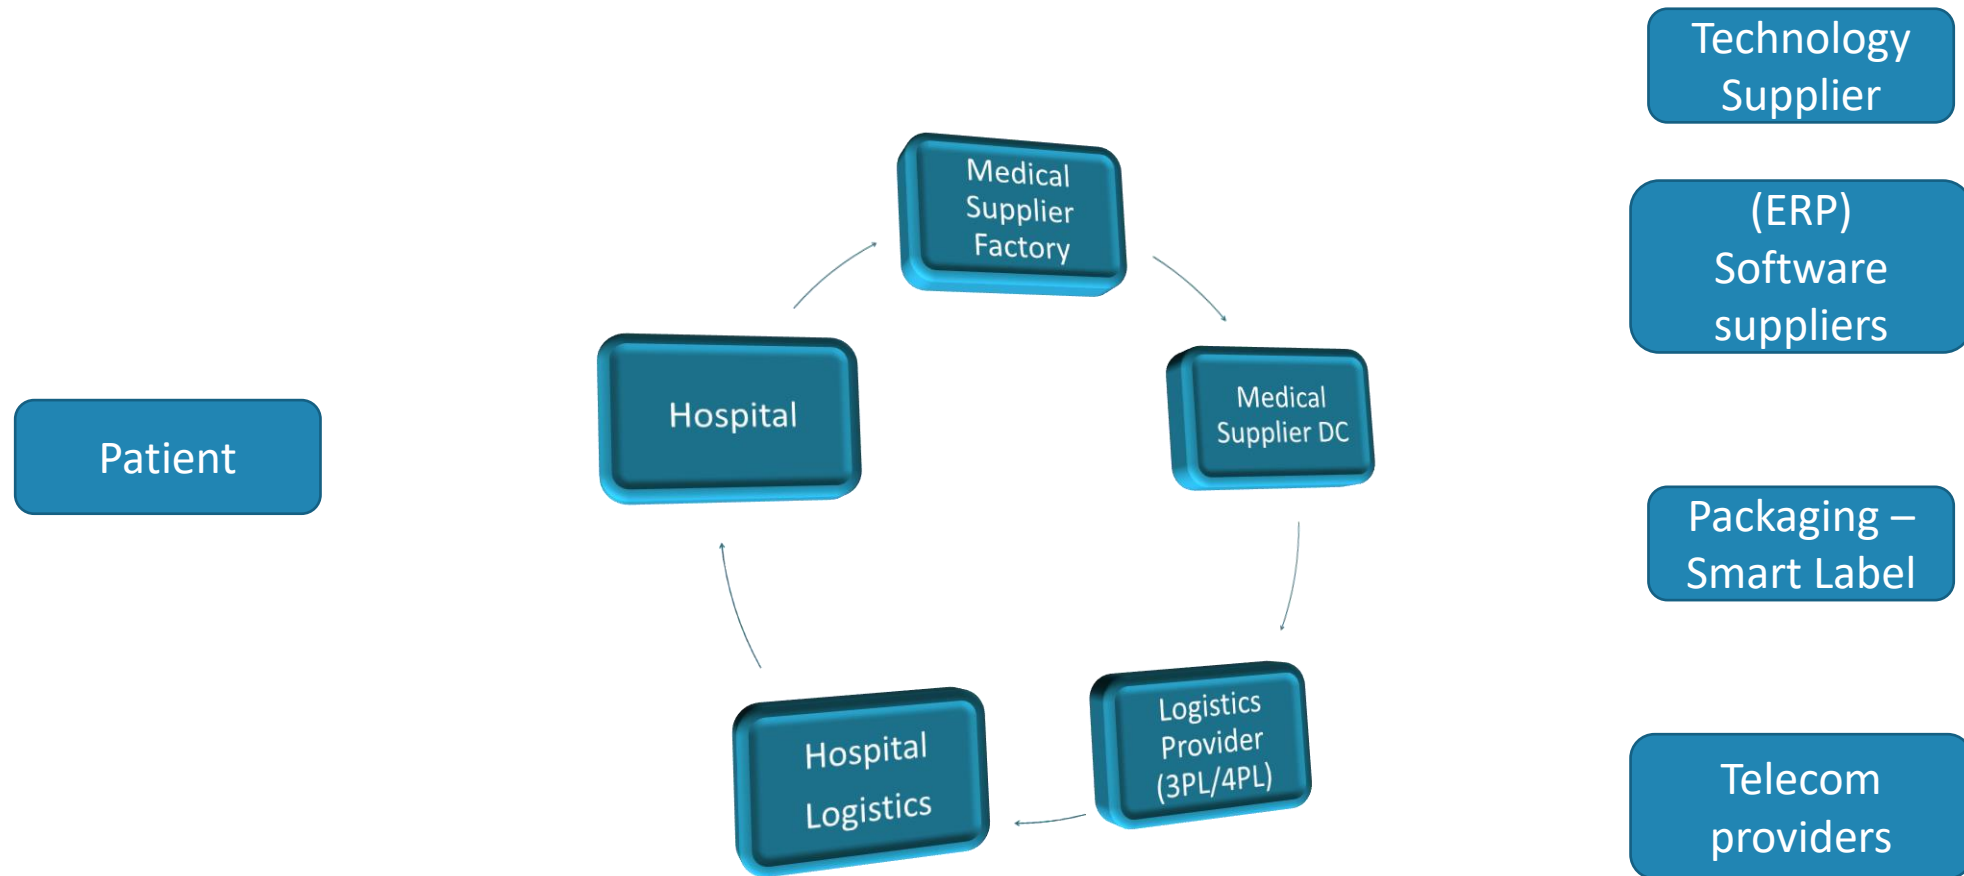 Technology
Supplier
Medical
Supplier
Factory
(ERP)
Software
suppliers
Hospital
Medical
Supplier DC
Patient
Packaging –
Smart Label
Logistics
Provider
(3PL/4PL)
Hospital
Logistics
Telecom
providers